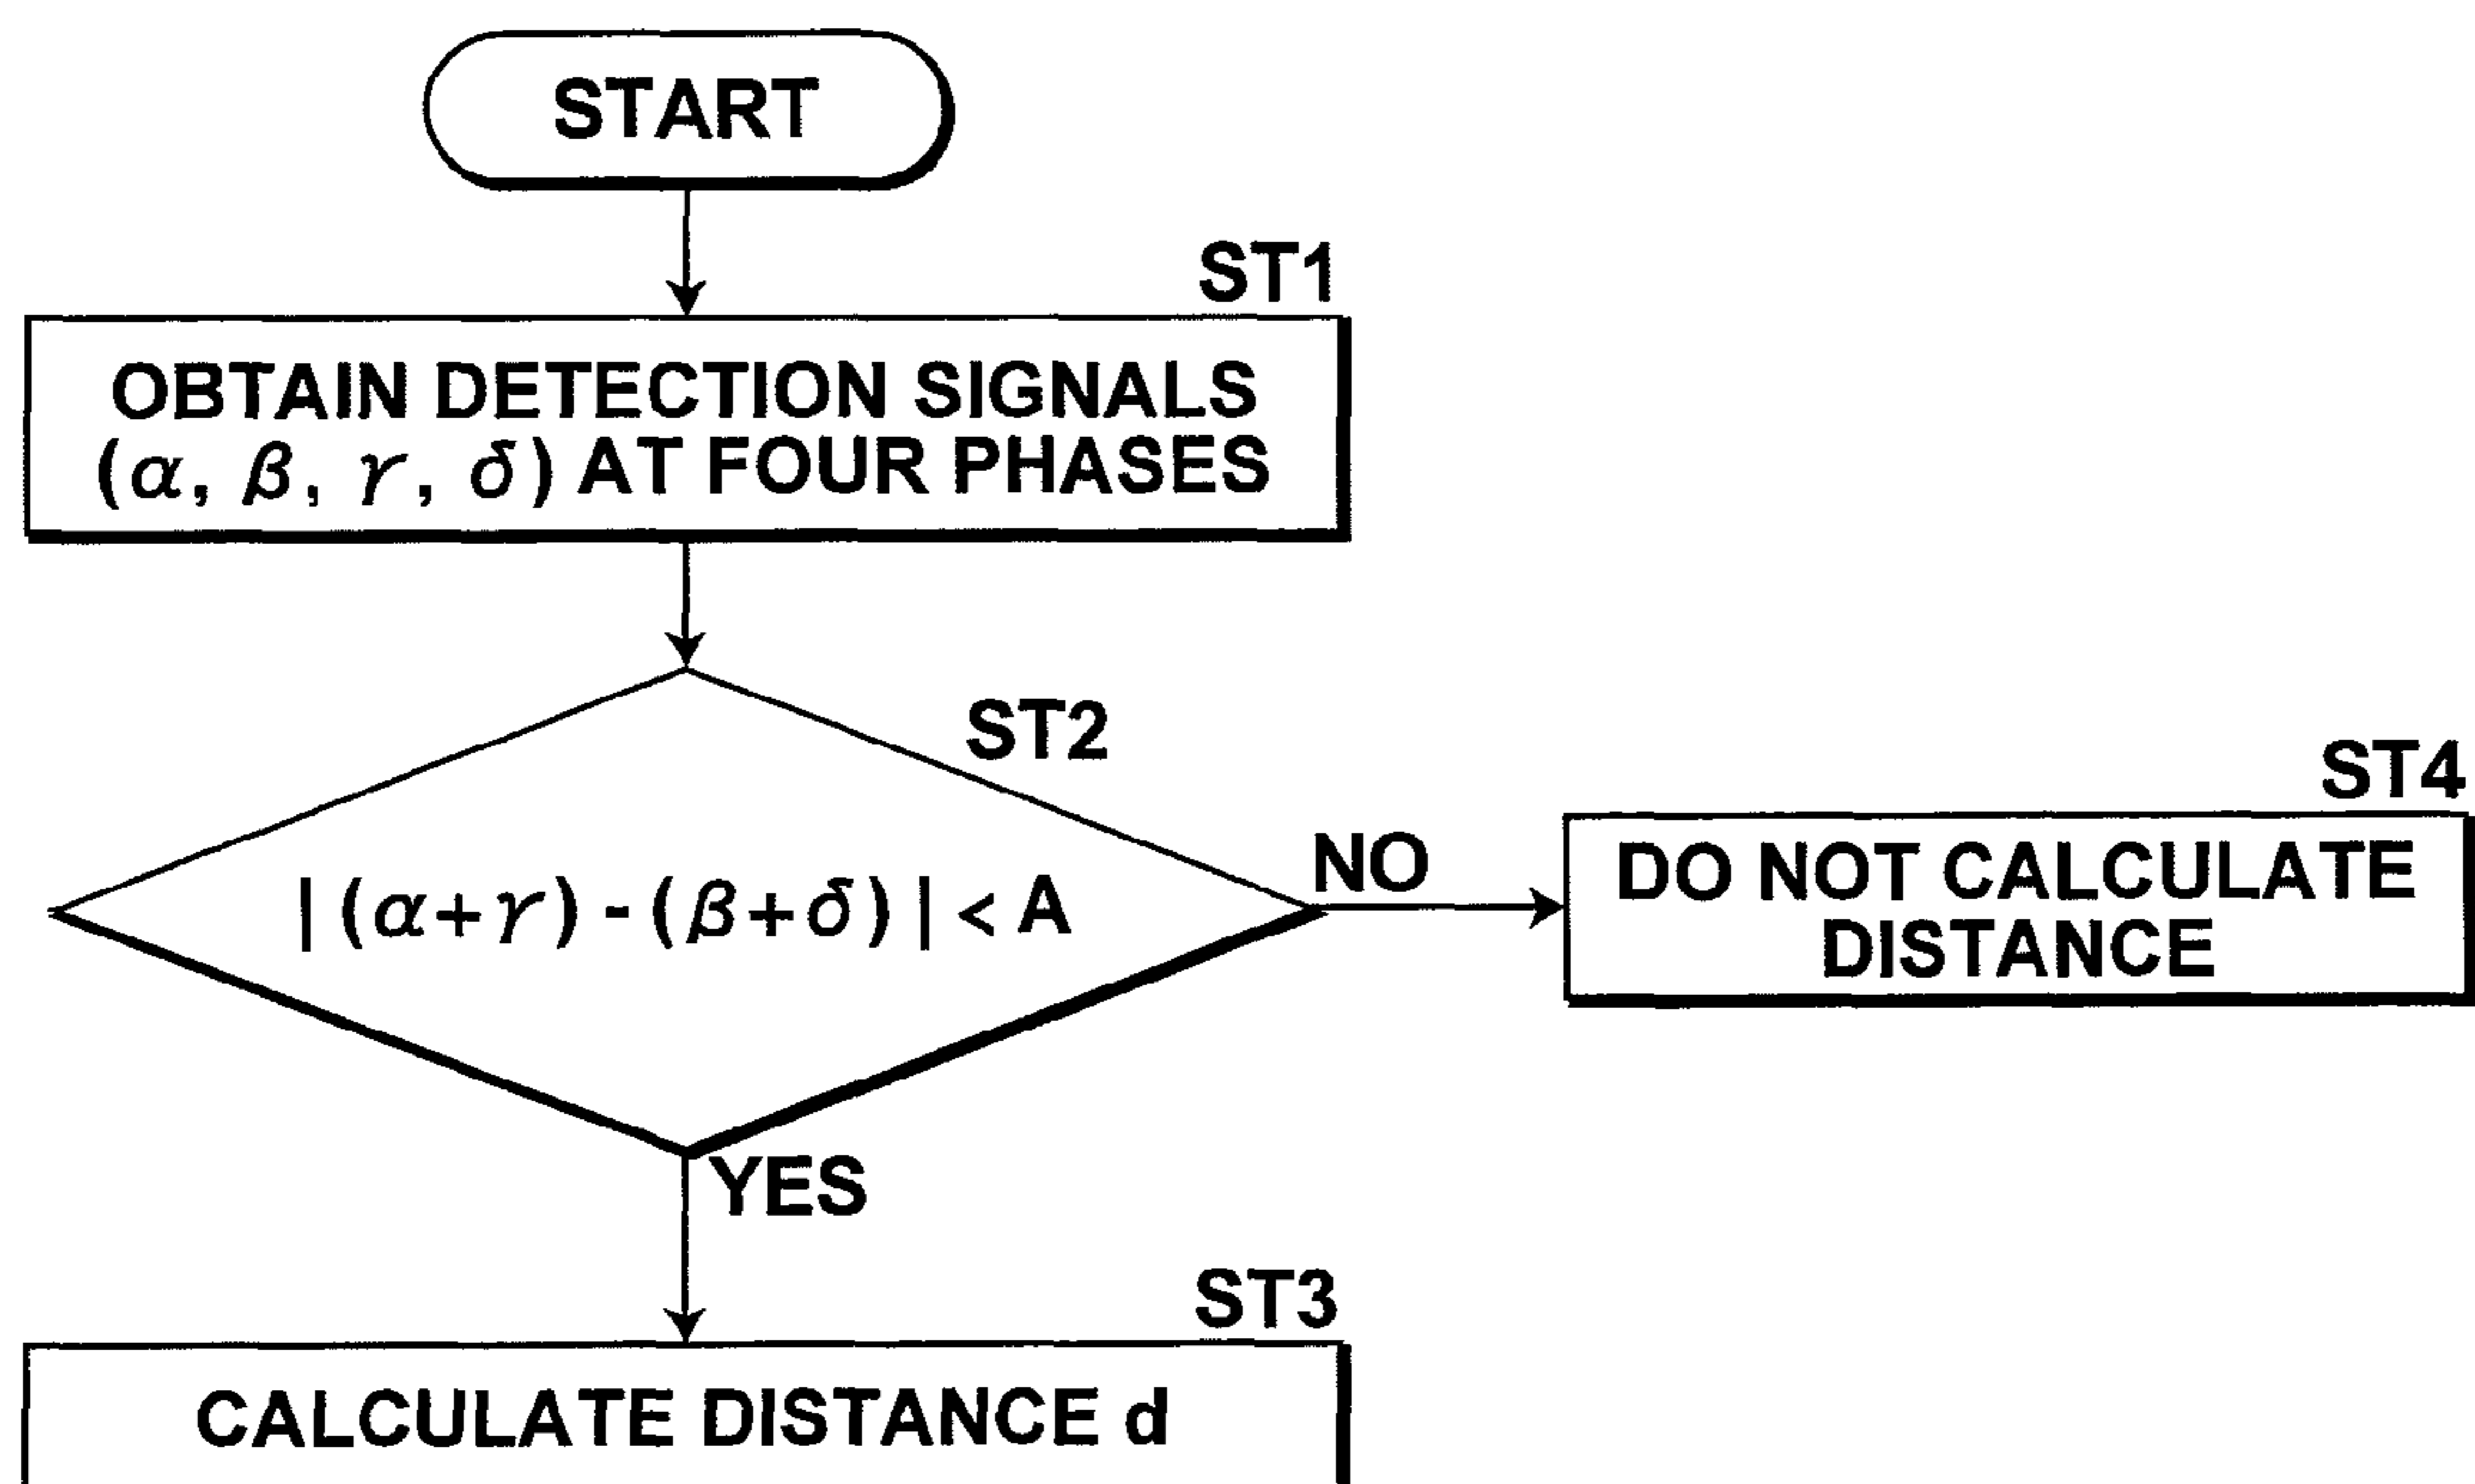 START
ST1
OBTAIN DETECTION SIGNALS
(α, β, γ, δ) AT FOUR PHASES
ST2
|(α+γ)-(β+δ)| < A
NO
ST4
DO NOT CALCULATE
DISTANCE
YES
ST3
CALCULATE DISTANCE d